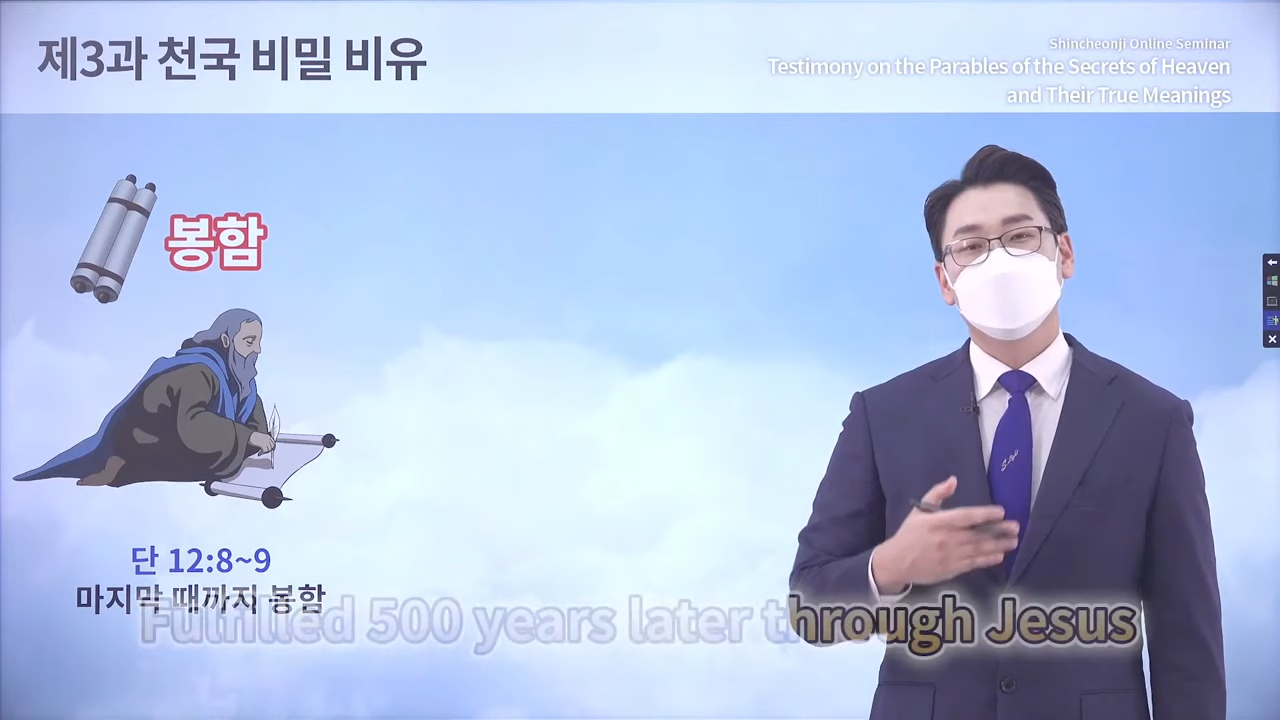 제3과 천국 비밀 비유
Shincheonji Online Seminar
Testimony on the Parables of the Secrets of Heaven
and Their True Meanings
봉함
단 12:8~9
마지막 때까지 봉함
Fulfilled 500 years later through Jesus